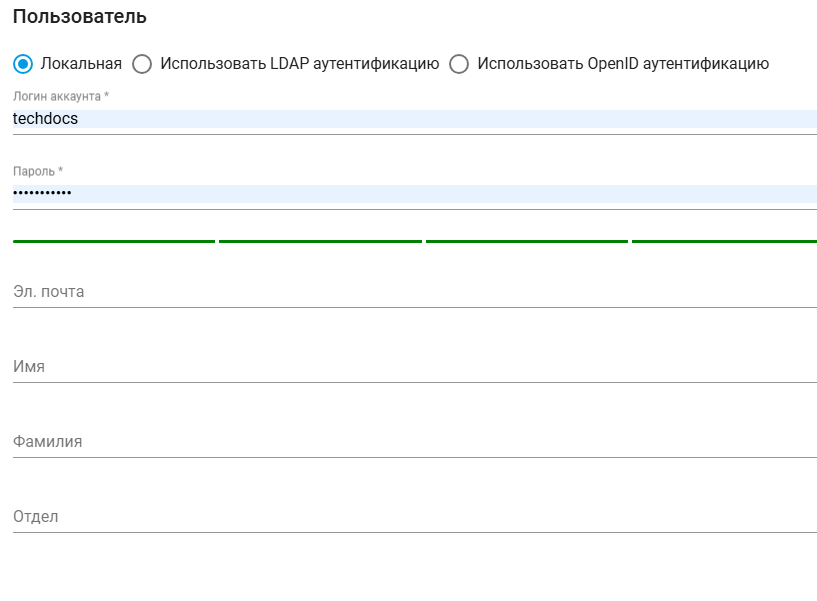 Пользователь
Локальная Использовать LDAP аутентификацию Использовать OpenID аутентификацию
Логин аккаунта *
techdocs
Пароль *
•••••••••••
Эл. почта
Имя
Фамилия
Отдел